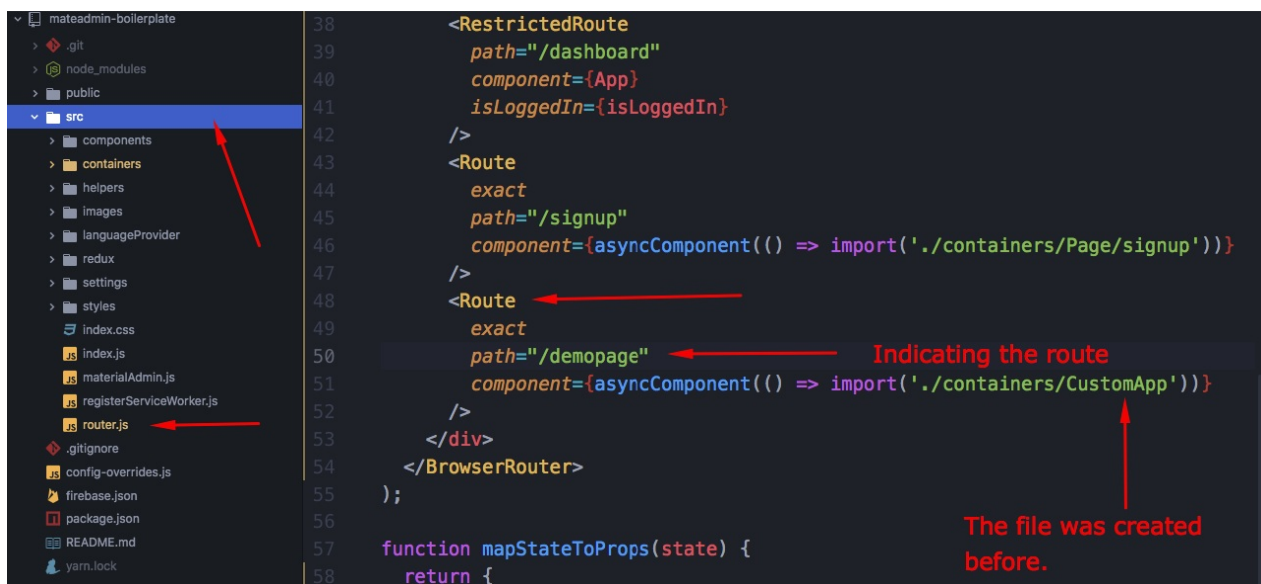 mateadmin-boilerplate
.git
node_modules
public
src
components
containers
helpers
images
languageProvider
redux
settings
styles
index.css
index.js
materialAdmin.js
registerServiceWorker.js
router.js
.gitignore
config-overrides.js
firebase.json
package.json
README.md
yarn.lock
38 <RestrictedRoute
39 path="/dashboard"
40 component={App}
41 isLoggedIn={isLoggedIn}
42 />
43 <Route
44 exact
45 path="/signup"
46 component={asyncComponent(() => import('./containers/Page/signup'))}
47 />
48 <Route
49 exact
50 path="/demopage" Indicating the route
51 component={asyncComponent(() => import('./containers/CustomApp'))}
52 />
53 </div>
54 </BrowserRouter>
55 );
56
57 function mapStateToProps(state) {
58 return {
The file was created
before.